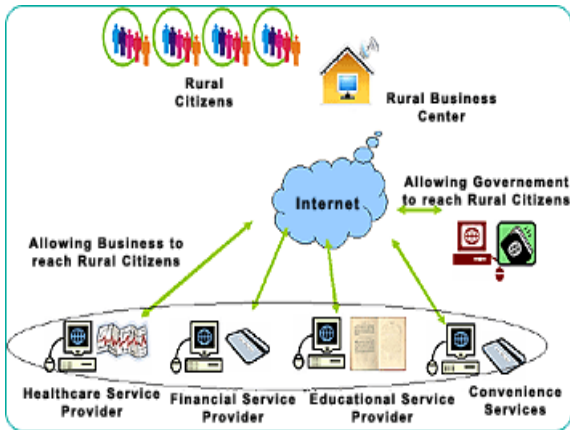 Rural
Citizens
Rural Business
Center
Internet
Allowing Governement
to reach Rural Citizens
Allowing Business to
reach Rural Citizens
Healthcare Service
Provider
Financial Service
Provider
Educational Service
Provider
Convenience
Services